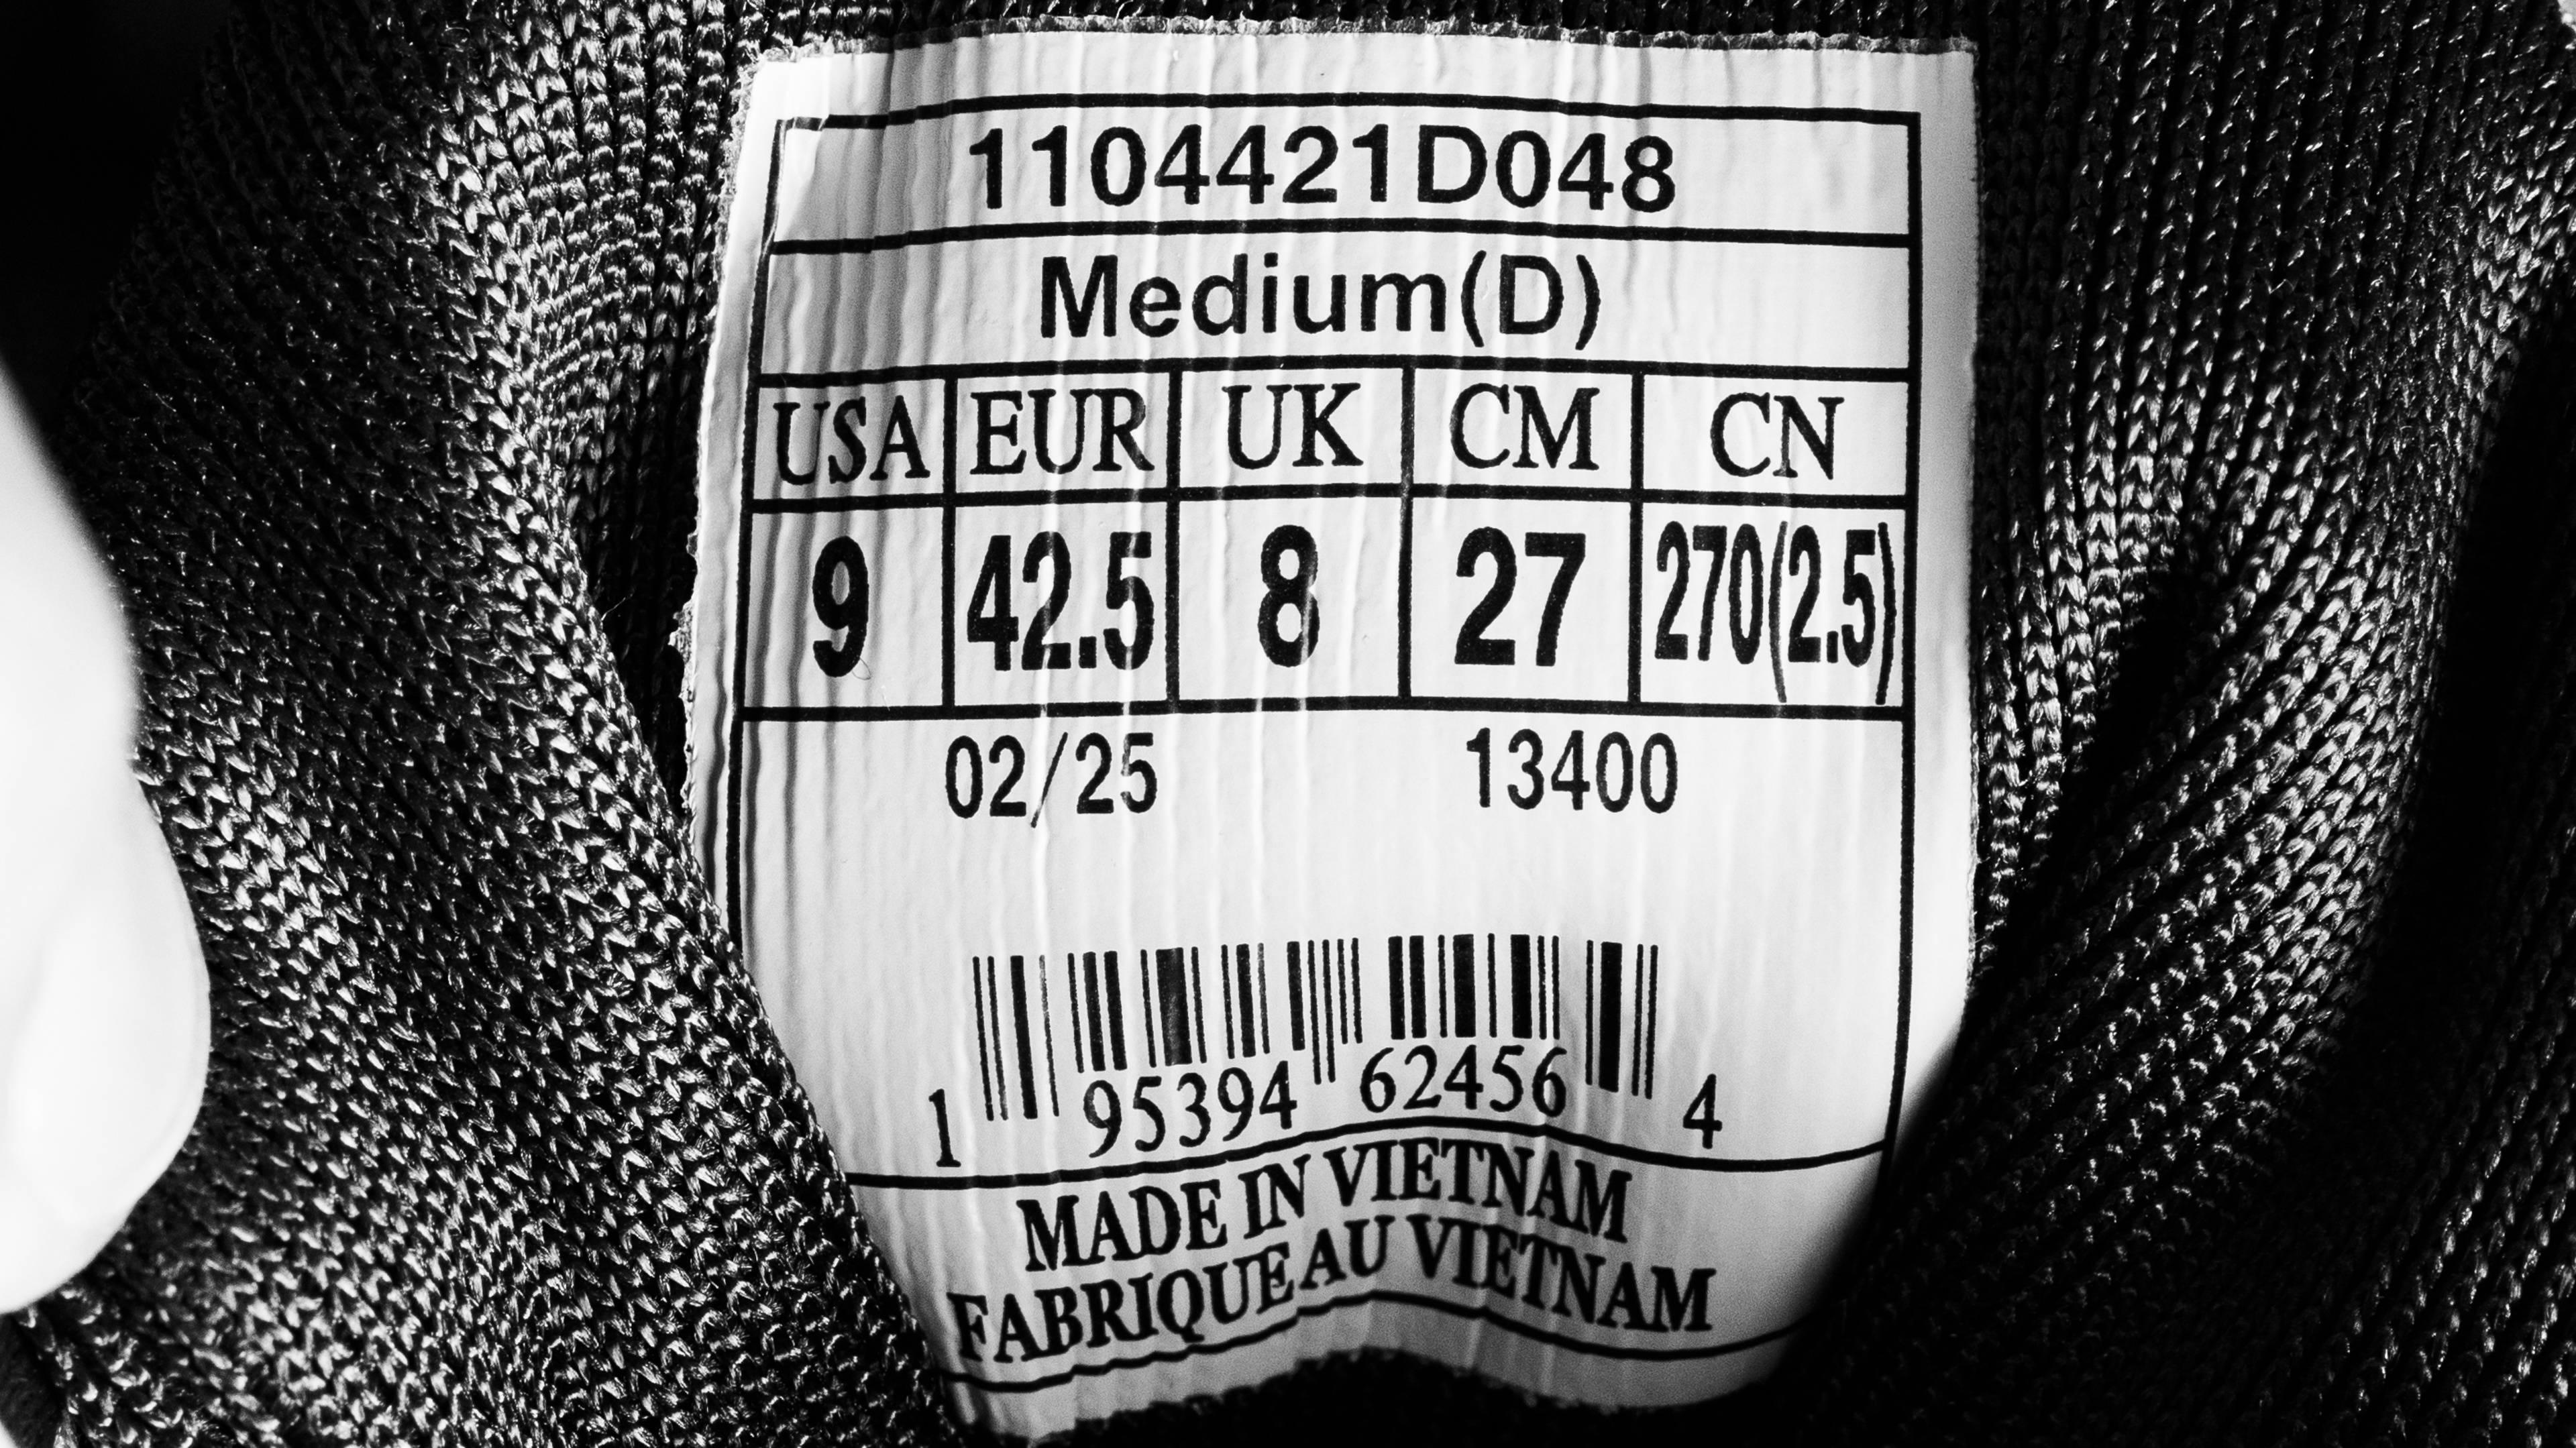 1104421D048
Medium(D)
USA EUR UK CM CN
9 42.5 8 27 270(2.5)
02/25 13400
1 95394 62456 4
MADE IN VIETNAM
FABRIQUE AU VIETNAM